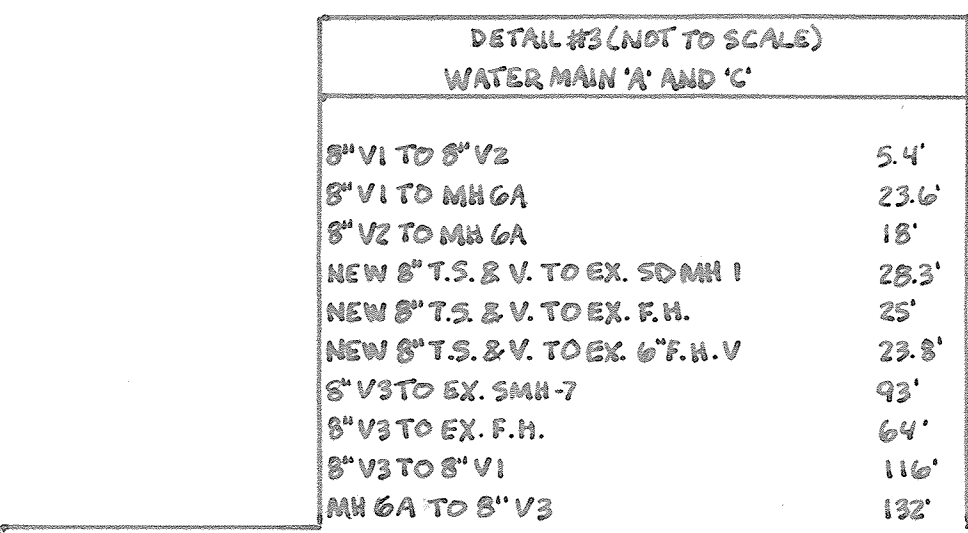 DETAIL #3 (NOT TO SCALE)
WATER MAIN 'A' AND 'C'
8" V1 TO 8" V2 5.4'
8" V1 TO MH 6A 23.6'
8" V2 TO MH 6A 18'
NEW 8" T.S. & V. TO EX. SD MH 1 28.3'
NEW 8" T.S. & V. TO EX. F.H. 25'
NEW 8" T.S. & V. TO EX. 6" F.H. V 23.8'
8" V3 TO EX. SMH-7 93'
8" V3 TO EX. F.H. 64'
8" V3 TO 8" V1 116'
MH 6A TO 8" V3 132'